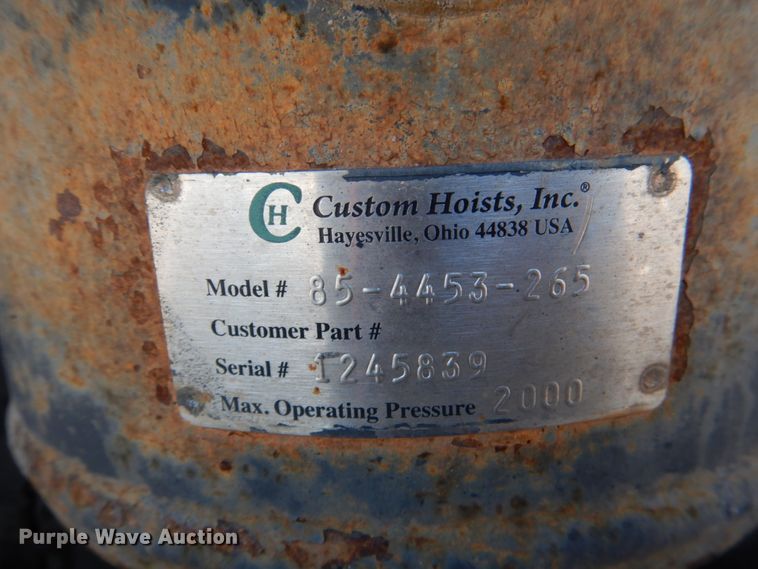 CH Custom Hoists, Inc.®
Hayesville, Ohio 44838 USA
Model # 85-4453-265
Customer Part #
Serial # I245839
Max. Operating Pressure 2000
Purple Wave Auction